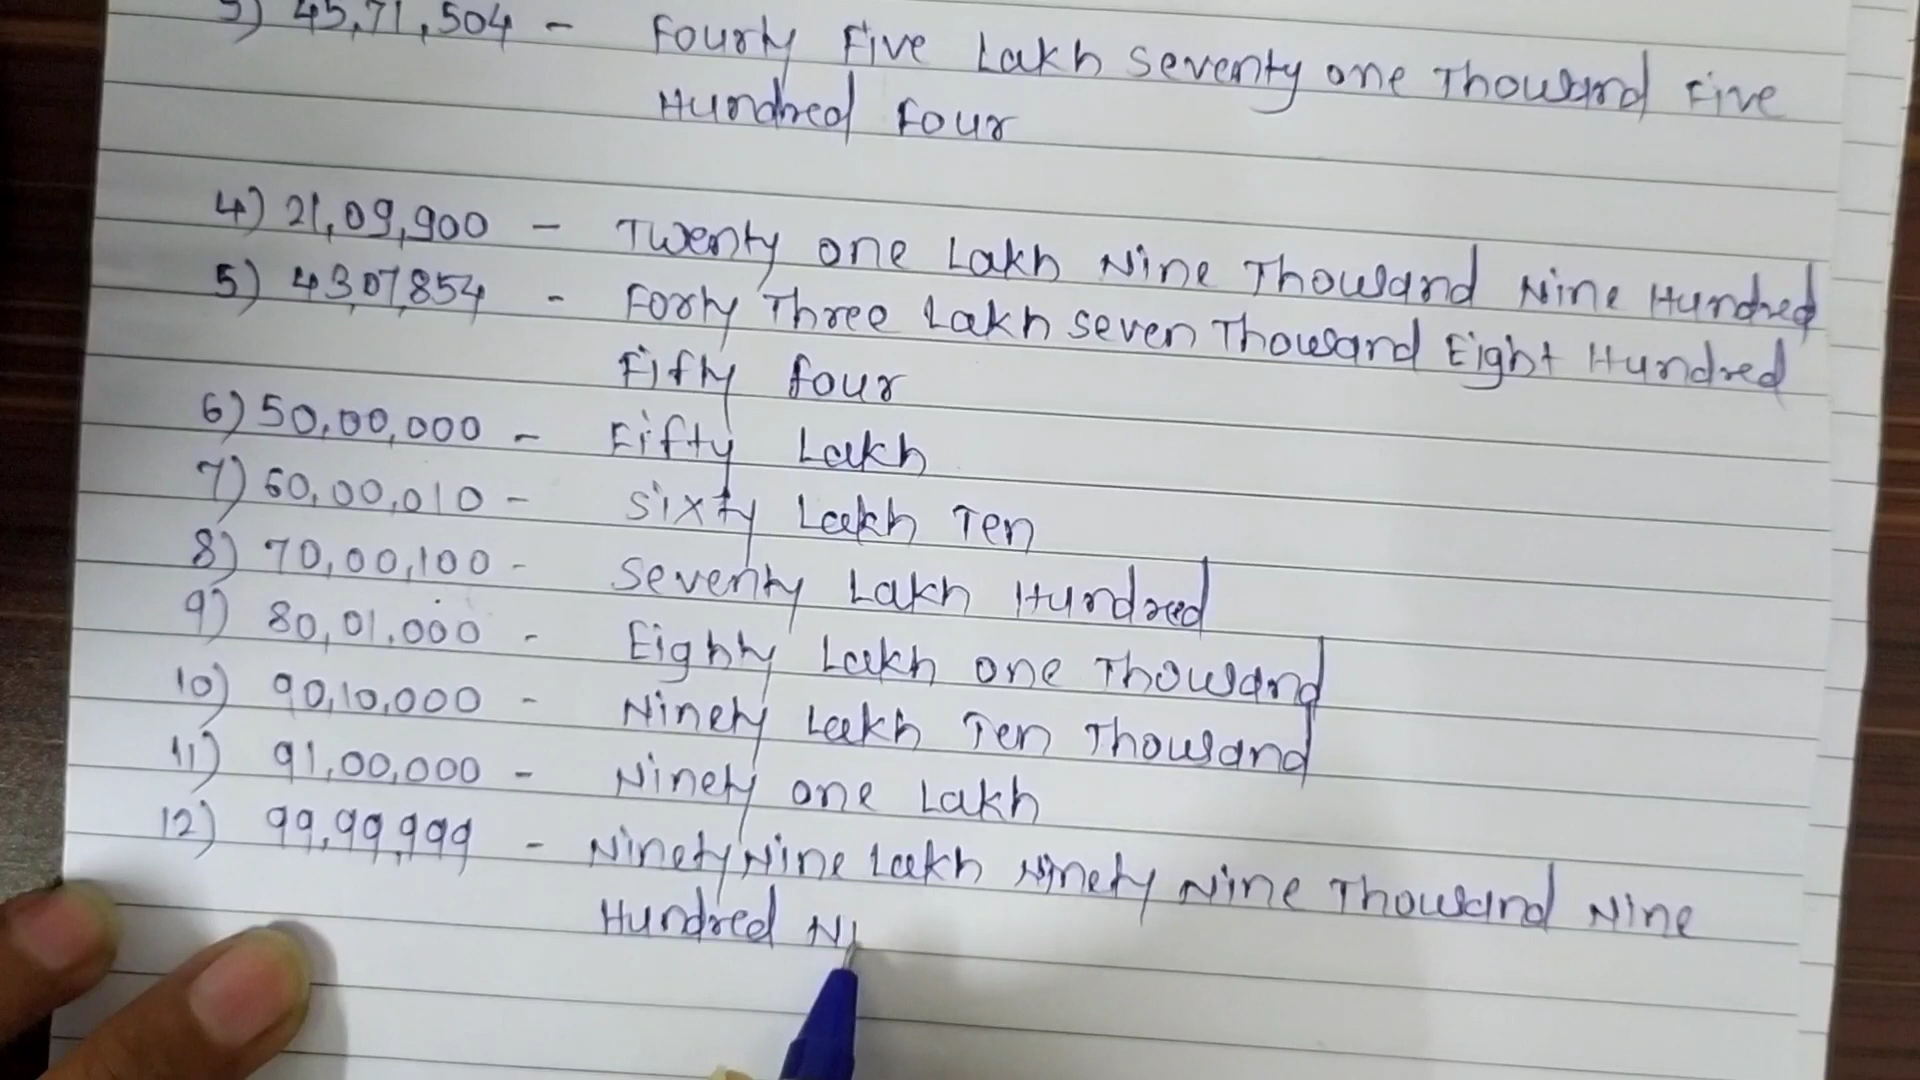 3) 45,71,504 - Fourty Five Lakh Seventy one Thousand Five
Hundred Four
4) 21,09,900 - Twenty one Lakh Nine Thousand Nine Hundred
5) 43,07,854 - Forty Three Lakh Seven Thousand Eight Hundred
Fifty four
6) 50,00,000 - Fifty Lakh
7) 60,00,010 - Sixty Lakh Ten
8) 70,00,100 - Seventy Lakh Hundred
9) 80,01,000 - Eighty Lakh one Thousand
10) 90,10,000 - Ninety Lakh Ten Thousand
11) 91,00,000 - Ninety one Lakh
12) 99,99,999 - Ninety Nine Lakh Ninety Nine Thousand Nine
Hundred Ni